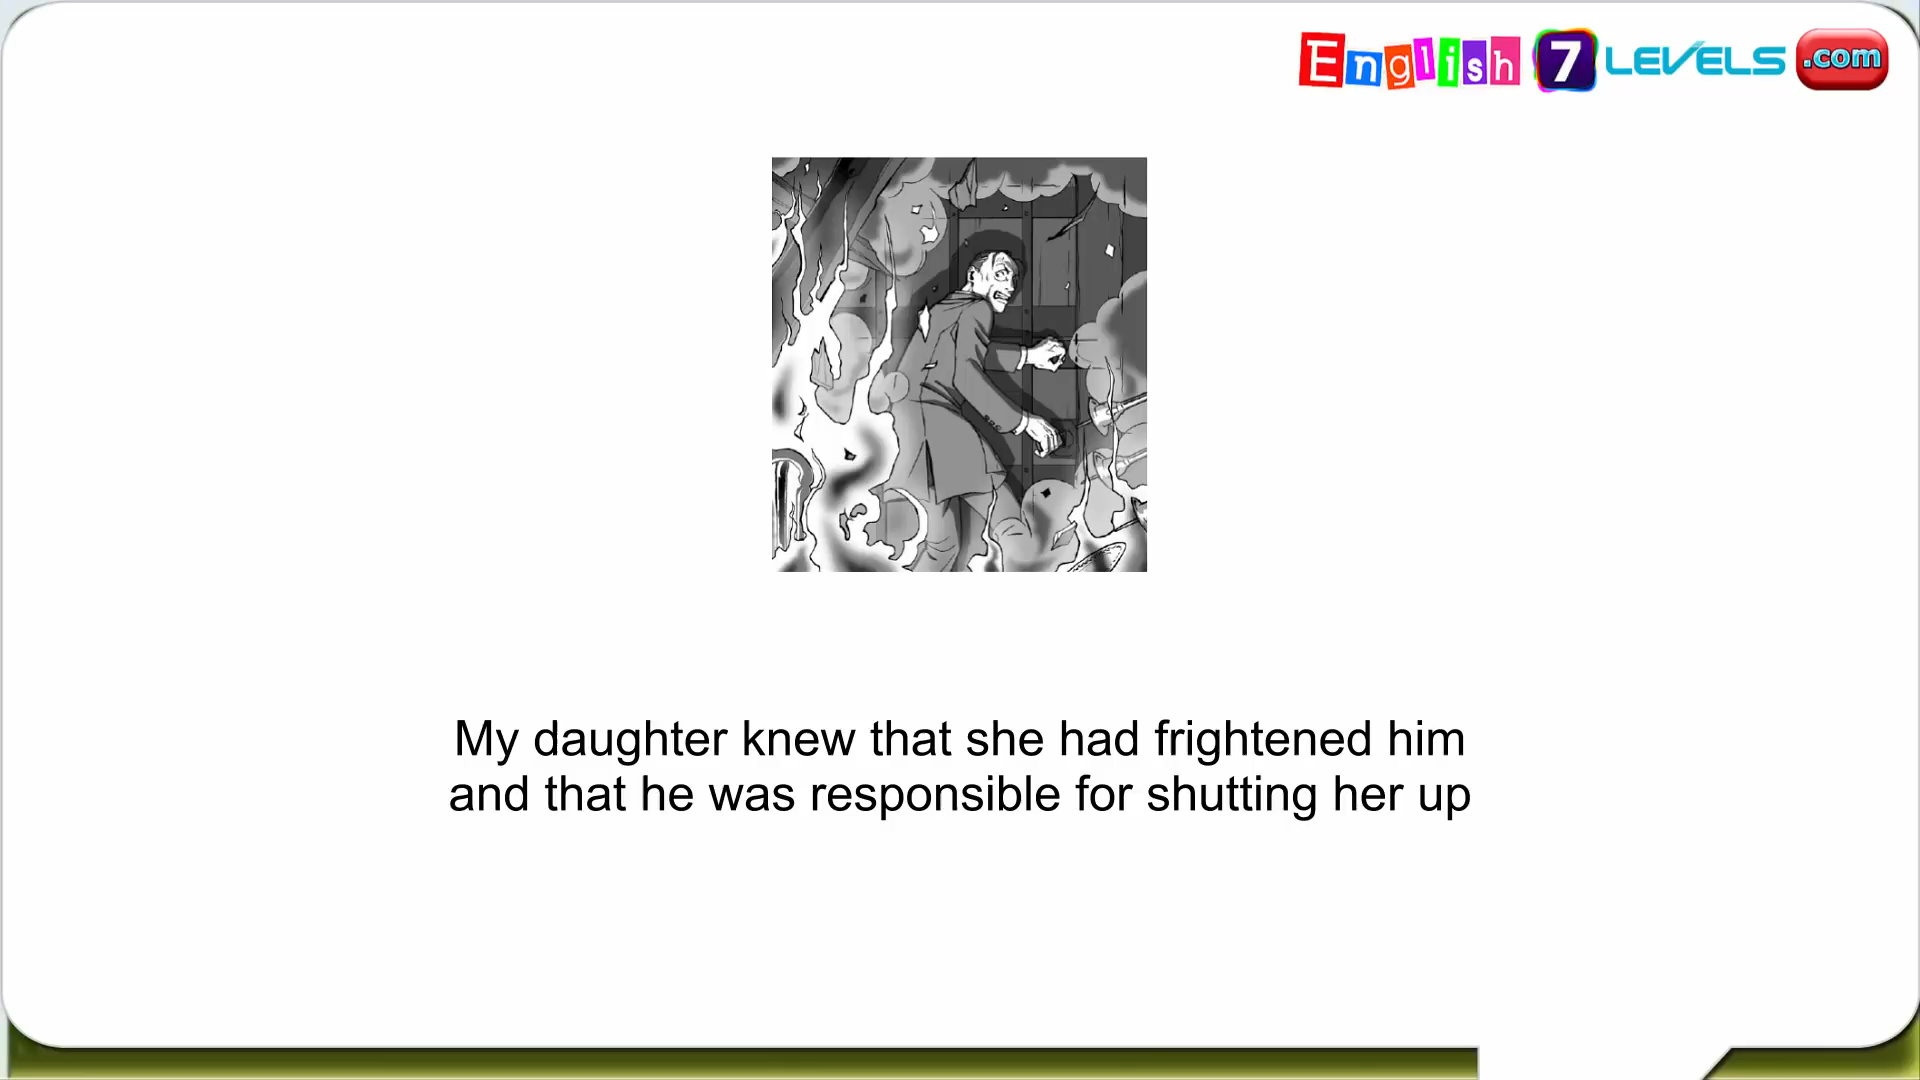 English 7 LEVELS .com
My daughter knew that she had frightened him
and that he was responsible for shutting her up